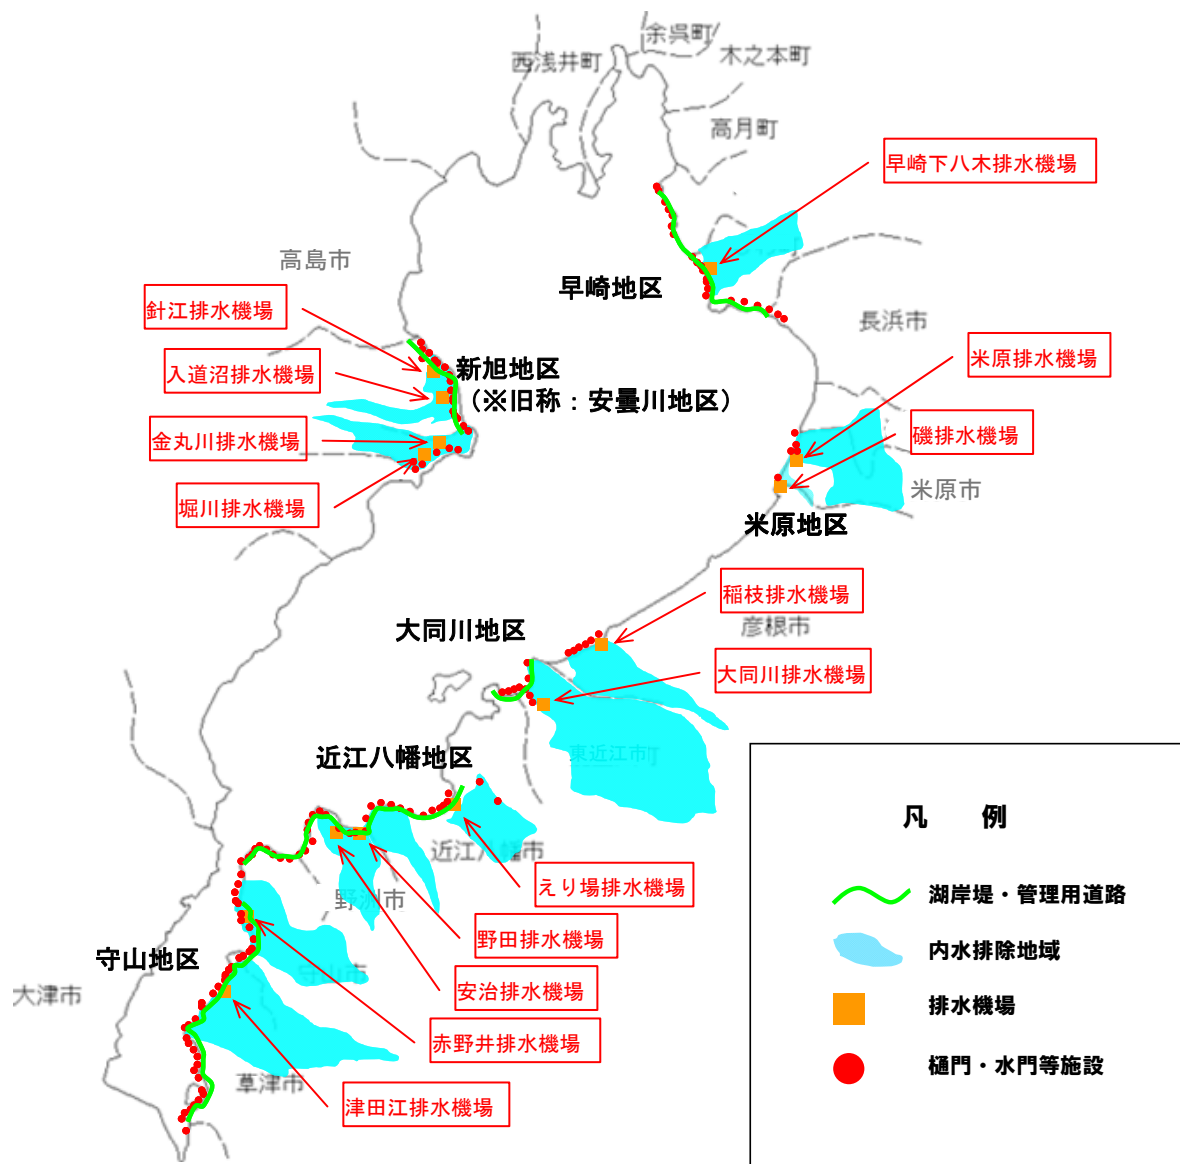 余呉町
西浅井町
木之本町
高月町
早崎下八木排水機場
高島市
早崎地区
針江排水機場
長浜市
米原排水機場
入道沼排水機場
新旭地区
（※旧称：安曇川地区）
金丸川排水機場
磯排水機場
堀川排水機場
米原市
米原地区
稲枝排水機場
大同川地区
彦根市
大同川排水機場
東近江市
近江八幡地区
近江八幡市
えり場排水機場
野洲市
野田排水機場
守山地区
守山市
安治排水機場
大津市
赤野井排水機場
草津市
津田江排水機場
凡　例
湖岸堤・管理用道路
内水排除地域
排水機場
樋門・水門等施設